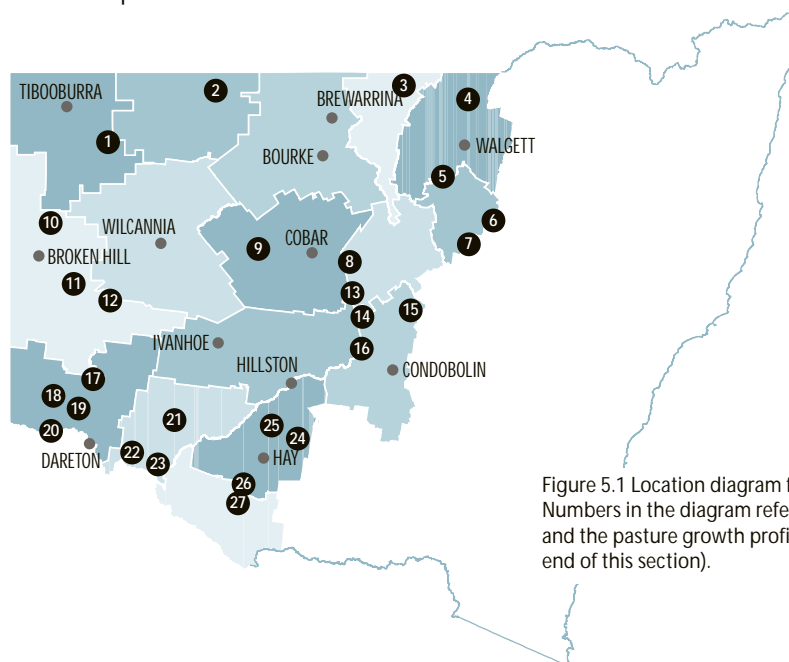 TIBOOBURRA
2
3
BREWARRINA
4
1
WALGETT
BOURKE
5
10
WILCANNIA
6
9
COBAR
7
BROKEN HILL
8
11
12
13
14
15
IVANHOE
16
HILLSTON
CONDOBOLIN
17
18
19
20
21
25
24
DARETON
22
23
HAY
26
27
Figure 5.1 Location diagram f
Numbers in the diagram refe
and the pasture growth profi
end of this section).